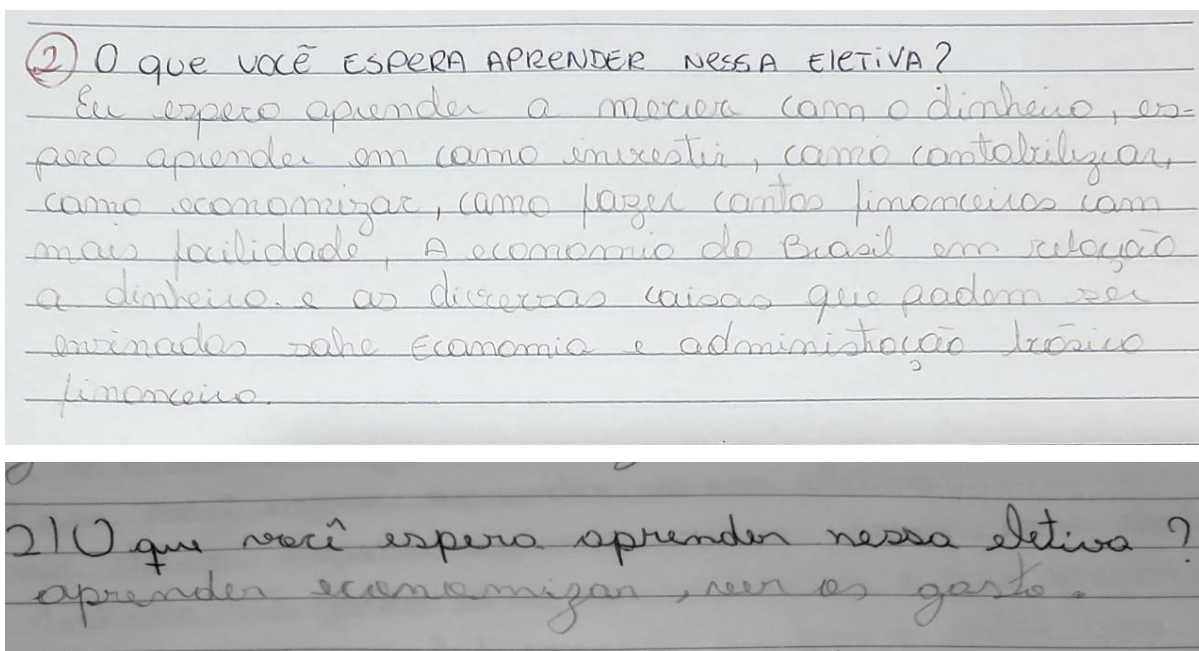 2) O que você ESPERA APRENDER NESSA ELETIVA?
Eu espero aprender a mexer com o dinheiro, es-
pero aprender em como investir, como contabilizar,
como economizar, como fazer contas financeiras com
mais facilidade, A economia do Brasil em relação
a dinheiro. e as diversas coisas que podem ser
ensinadas sobe Economia e administração básico
financeiro.
2) O que você espera aprender nessa eletiva?
aprender economizar, ver os gasto.